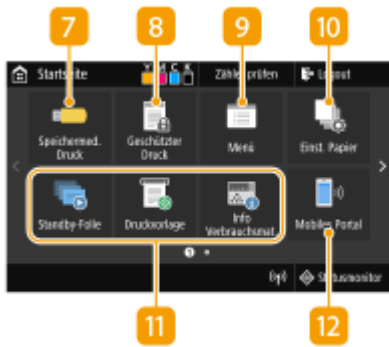 7 8 9 10
Startseite Y M C K Zähler prüfen Logout
Speichermed. Druck
Geschützter Druck
Menü
Einst. Papier
Standby-Folie
Druckvorlage
Info Verbrauchsmat.
Mobiles Portal
1
Statusmonitor
11 12